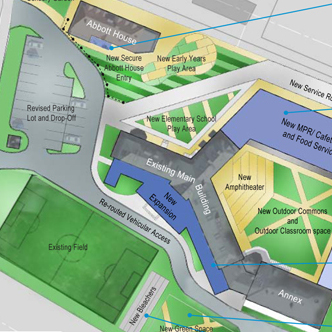 Abbott House
New Secure
Abbott House
Entry
New Early Years
Play Area
Revised Parking
Lot and Drop-Off
New Elementary School
Play Area
New Service
New MPR/
and Food
Existing Main
Building
New
Amphitheater
New
Expansion
New Outdoor Commons
and
Outdoor Classroom space
Re-routed Vehicular Access
Existing Field
New Bleachers
Annex
New Green Space